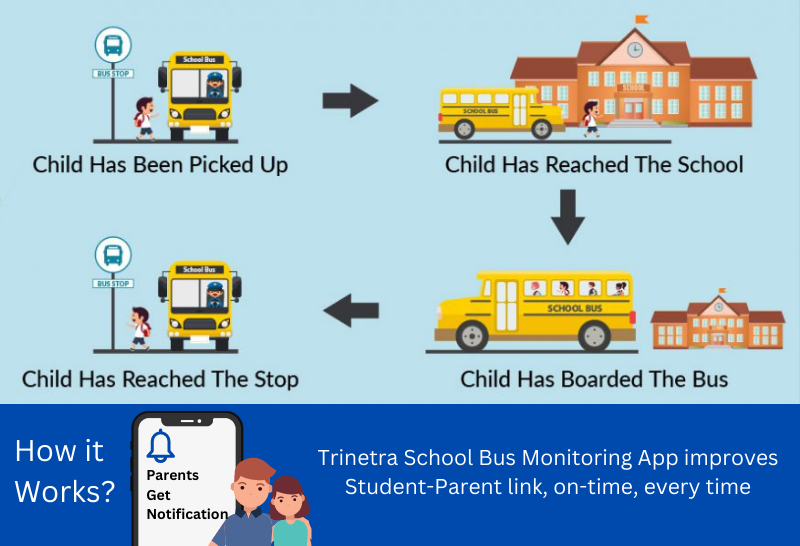 BUS STOP
School Bus
Child Has Been Picked Up
SCHOOL
SCHOOL BUS
Child Has Reached The School
BUS STOP
School Bus
Child Has Reached The Stop
SCHOOL BUS
Child Has Boarded The Bus
How it
Works?
Parents
Get
Notification
Trinetra School Bus Monitoring App improves
Student-Parent link, on-time, every time